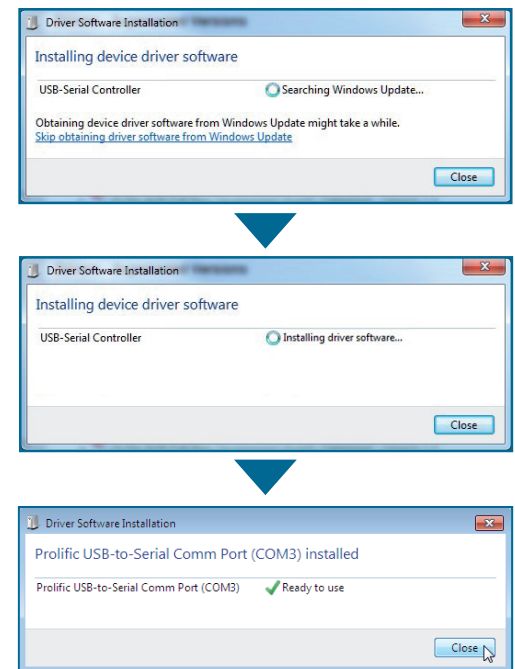 Driver Software Installation
Installing device driver software
USB-Serial Controller Searching Windows Update...
Obtaining device driver software from Windows Update might take a while.
Skip obtaining driver software from Windows Update
Close
Driver Software Installation
Installing device driver software
USB-Serial Controller Installing driver software...
Close
Driver Software Installation
Prolific USB-to-Serial Comm Port (COM3) installed
Prolific USB-to-Serial Comm Port (COM3) Ready to use
Close